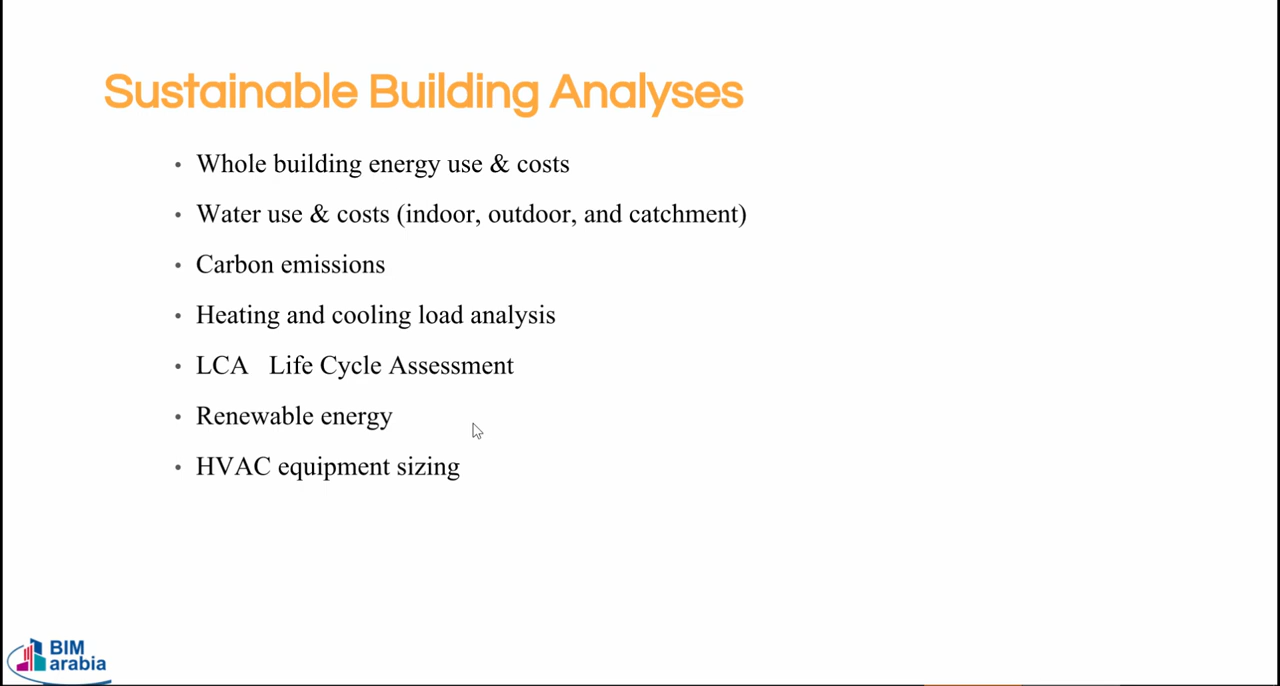 Sustainable Building Analyses
• Whole building energy use & costs
• Water use & costs (indoor, outdoor, and catchment)
• Carbon emissions
• Heating and cooling load analysis
• LCA   Life Cycle Assessment
• Renewable energy
• HVAC equipment sizing
BIM
arabia